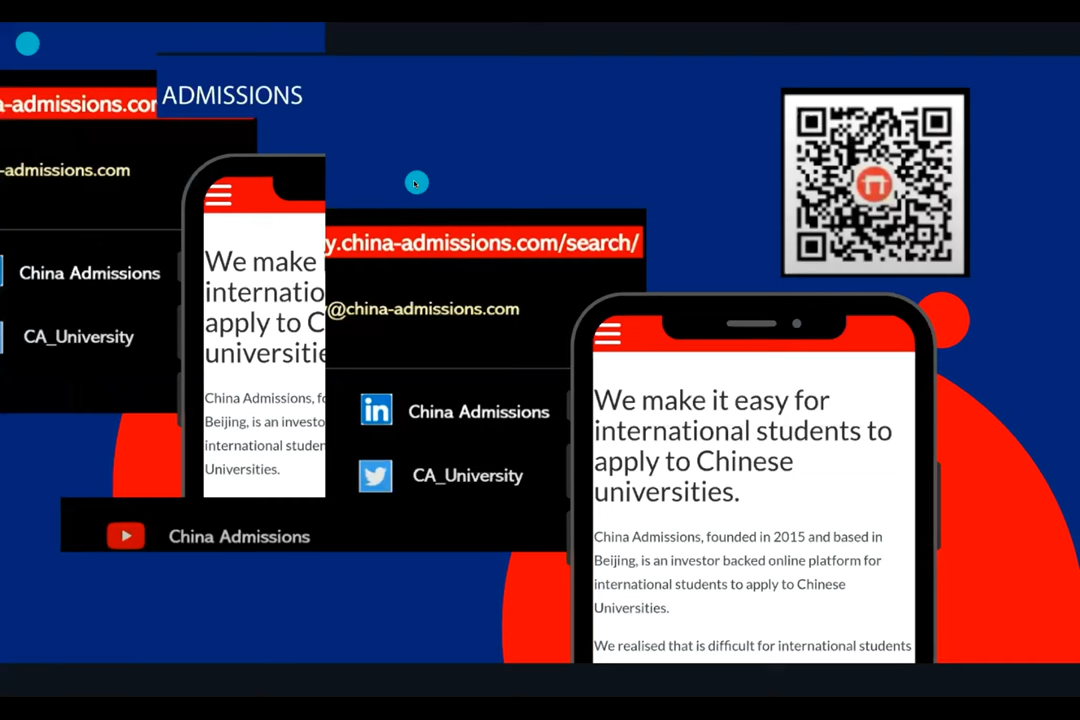 a-admissions.com
ADMISSIONS
-admissions.com
China Admissions
CA_University
We make
internatio
apply to C
universitie
China Admissions, fo
Beijing, is an investo
international studen
Universities.
y.china-admissions.com/search/
y@china-admissions.com
China Admissions
CA_University
China Admissions
We make it easy for
international students to
apply to Chinese
universities.
China Admissions, founded in 2015 and based in
Beijing, is an investor backed online platform for
international students to apply to Chinese
Universities.
We realised that is difficult for international students